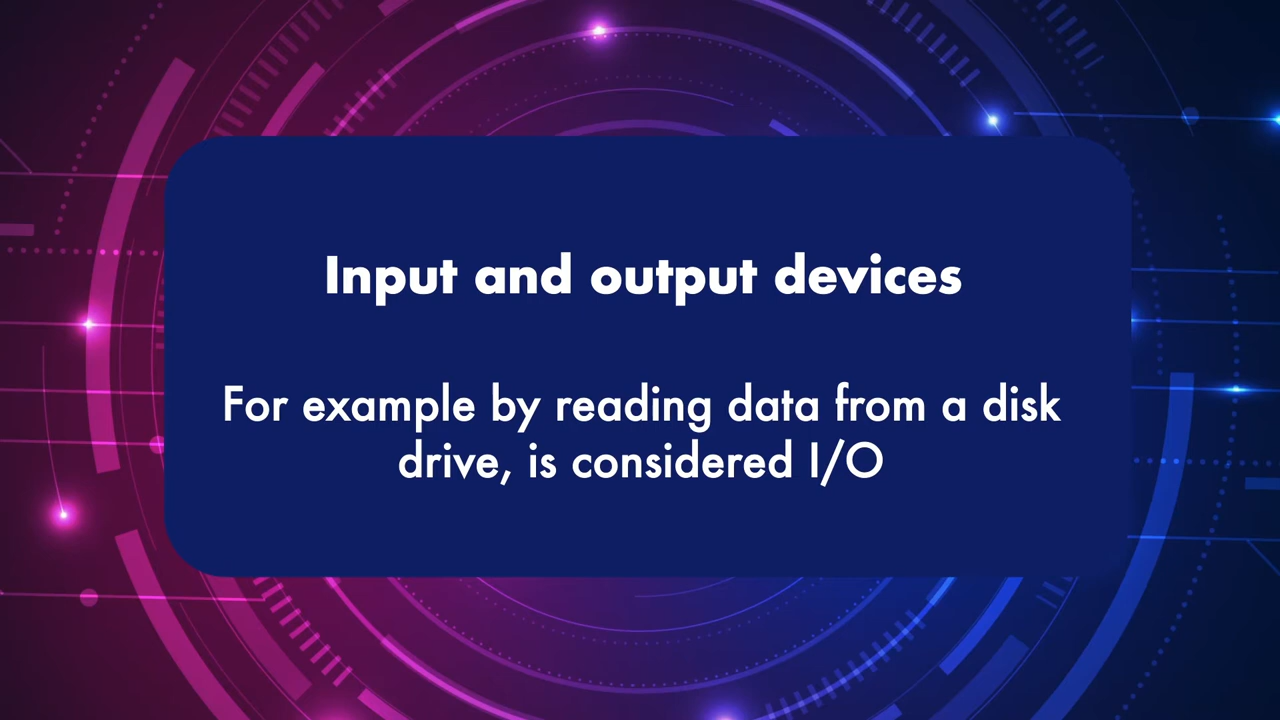 Input and output devices
For example by reading data from a disk
drive, is considered I/O